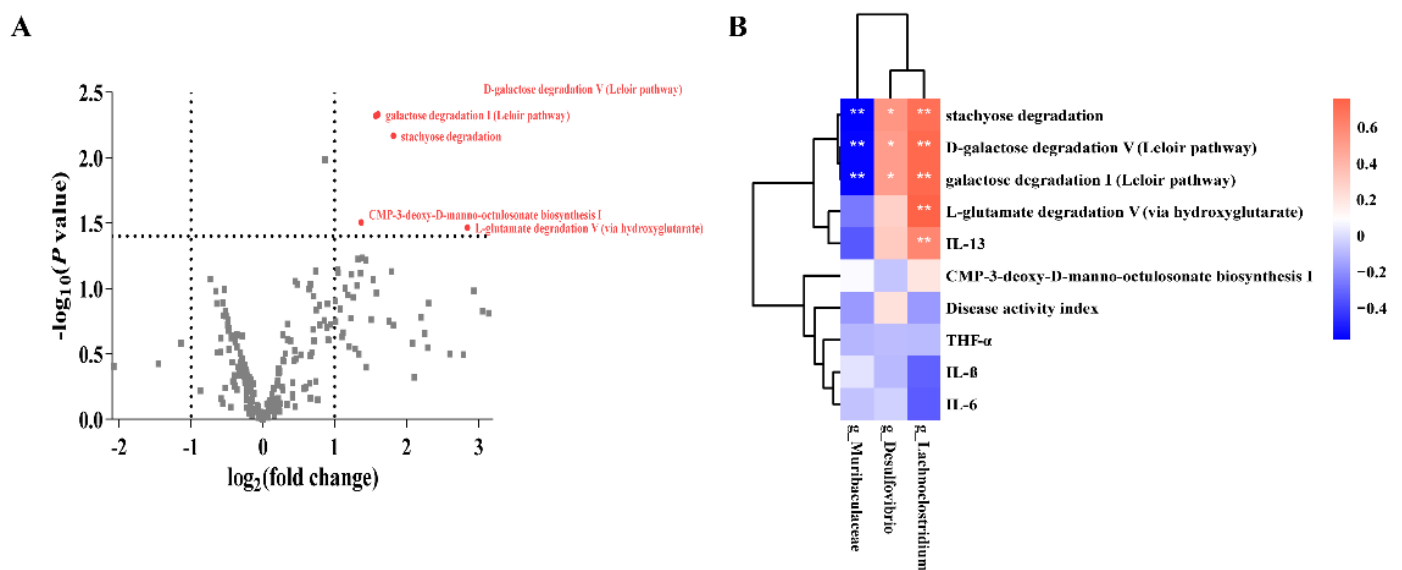 A
B
2.5
2.0
1.5
1.0
0.5
0.0
-log10(P value)
-2
-1
0
1
2
3
log2(fold change)
D-galactose degradation V (Leloir pathway)
galactose degradation I (Leloir pathway)
stachyose degradation
CMP-3-deoxy-D-manno-octulosonate biosynthesis I
L-glutamate degradation V (via hydroxyglutarate)
** * **
** * **
** * **
**
**
stachyose degradation
D-galactose degradation V (Leloir pathway)
galactose degradation I (Leloir pathway)
L-glutamate degradation V (via hydroxyglutarate)
IL-13
CMP-3-deoxy-D-manno-octulosonate biosynthesis I
Disease activity index
THF-α
IL-ß
IL-6
g_Muribaculaceae
g_Desulfovibrio
g_Lachnoclostridium
0.6
0.4
0.2
0
−0.2
−0.4